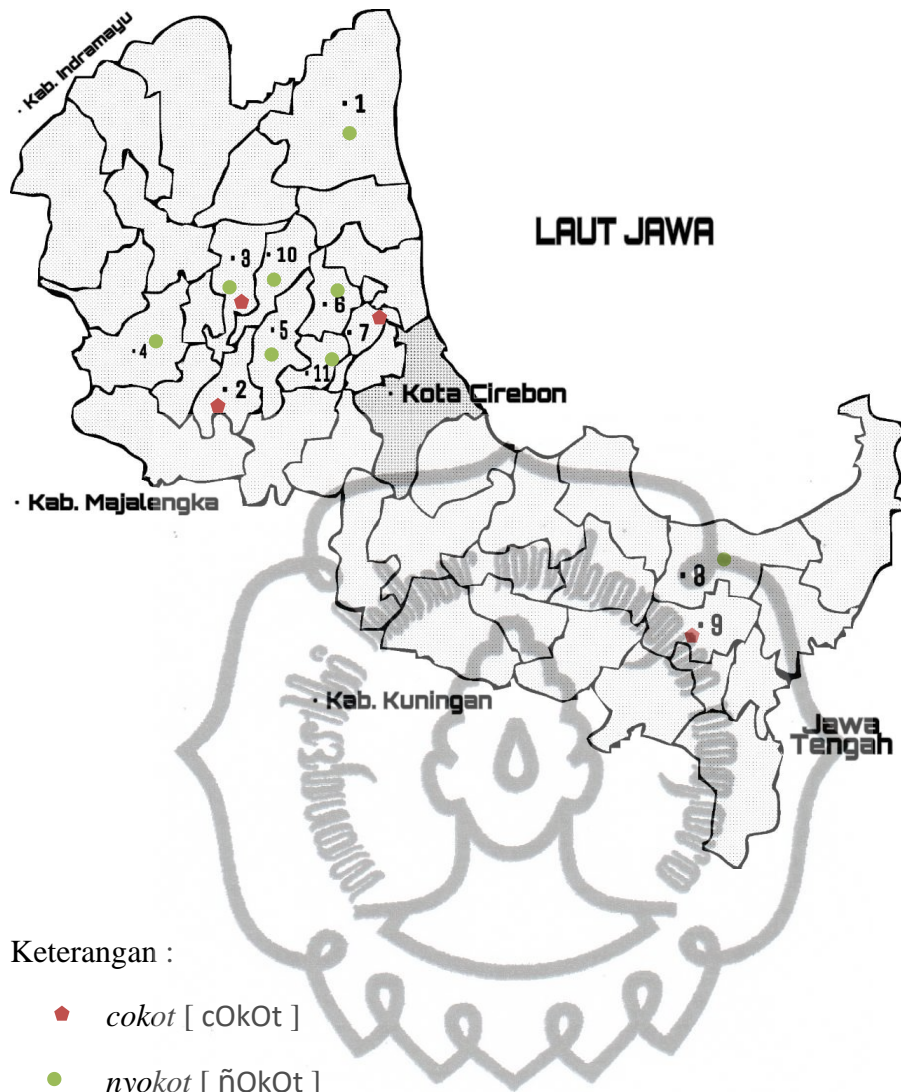 · Kab. Indramayu
· 1
LAUT JAWA
· 3
· 10
· 6
· 7
· 5
· 4
· 11
· 2
· Kota Cirebon
· Kab. Majalengka
· 8
· 9
· Kab. Kuningan
Jawa
Tengah
Keterangan :
cokot [ cOkOt ]
nyokot [ ñOkOt ]